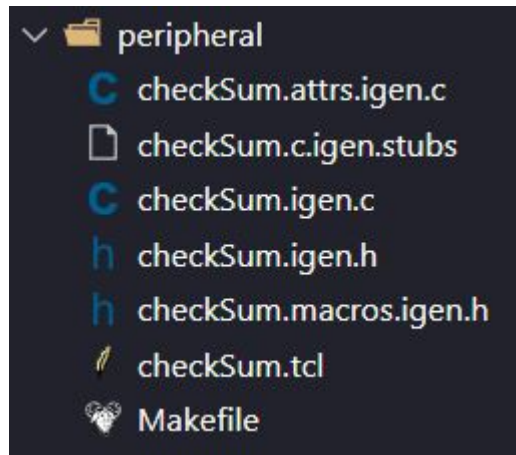 peripheral
C checkSum.attrs.igen.c
checkSum.c.igen.stubs
C checkSum.igen.c
h checkSum.igen.h
h checkSum.macros.igen.h
checkSum.tcl
Makefile